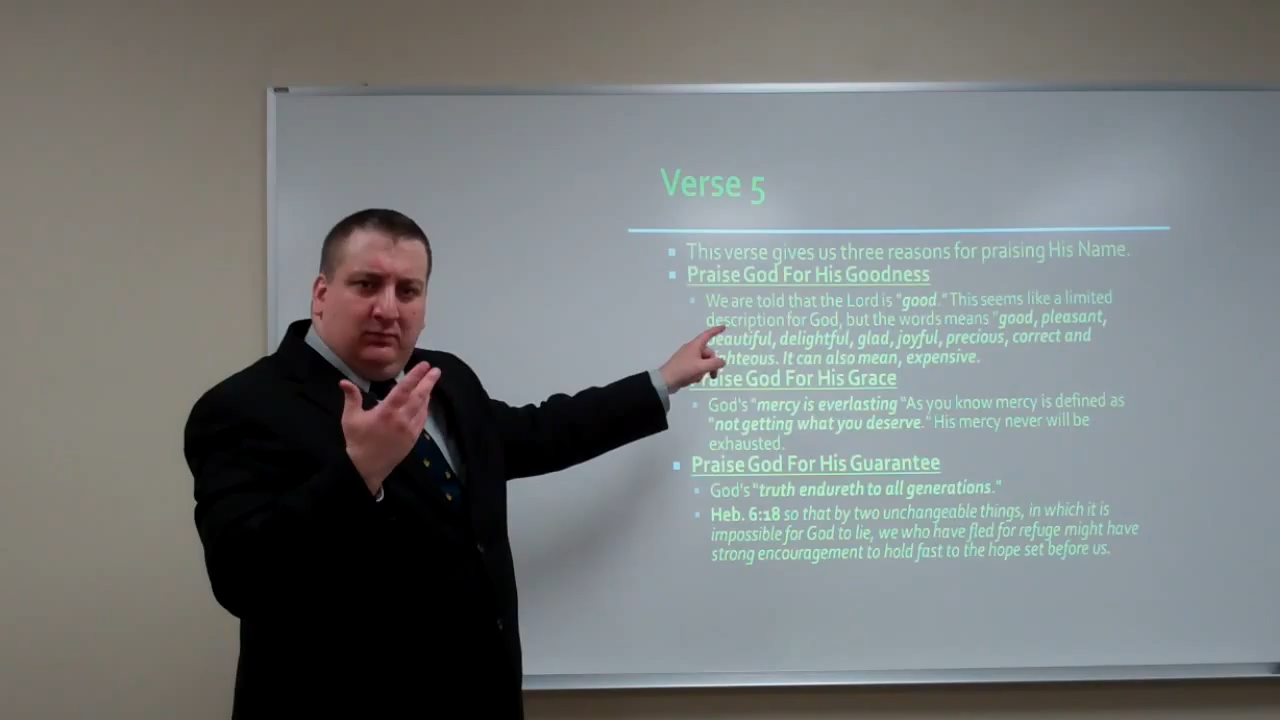 Verse 5
This verse gives us three reasons for praising His Name.
Praise God For His Goodness
We are told that the Lord is "good." This seems like a limited
description for God, but the words means "good, pleasant,
beautiful, delightful, glad, joyful, precious, correct and
righteous. It can also mean, expensive.
Praise God For His Grace
God's "mercy is everlasting "As you know mercy is defined as
"not getting what you deserve." His mercy never will be
exhausted.
Praise God For His Guarantee
God's "truth endureth to all generations."
Heb. 6:18 so that by two unchangeable things, in which it is
impossible for God to lie, we who have fled for refuge might have
strong encouragement to hold fast to the hope set before us.